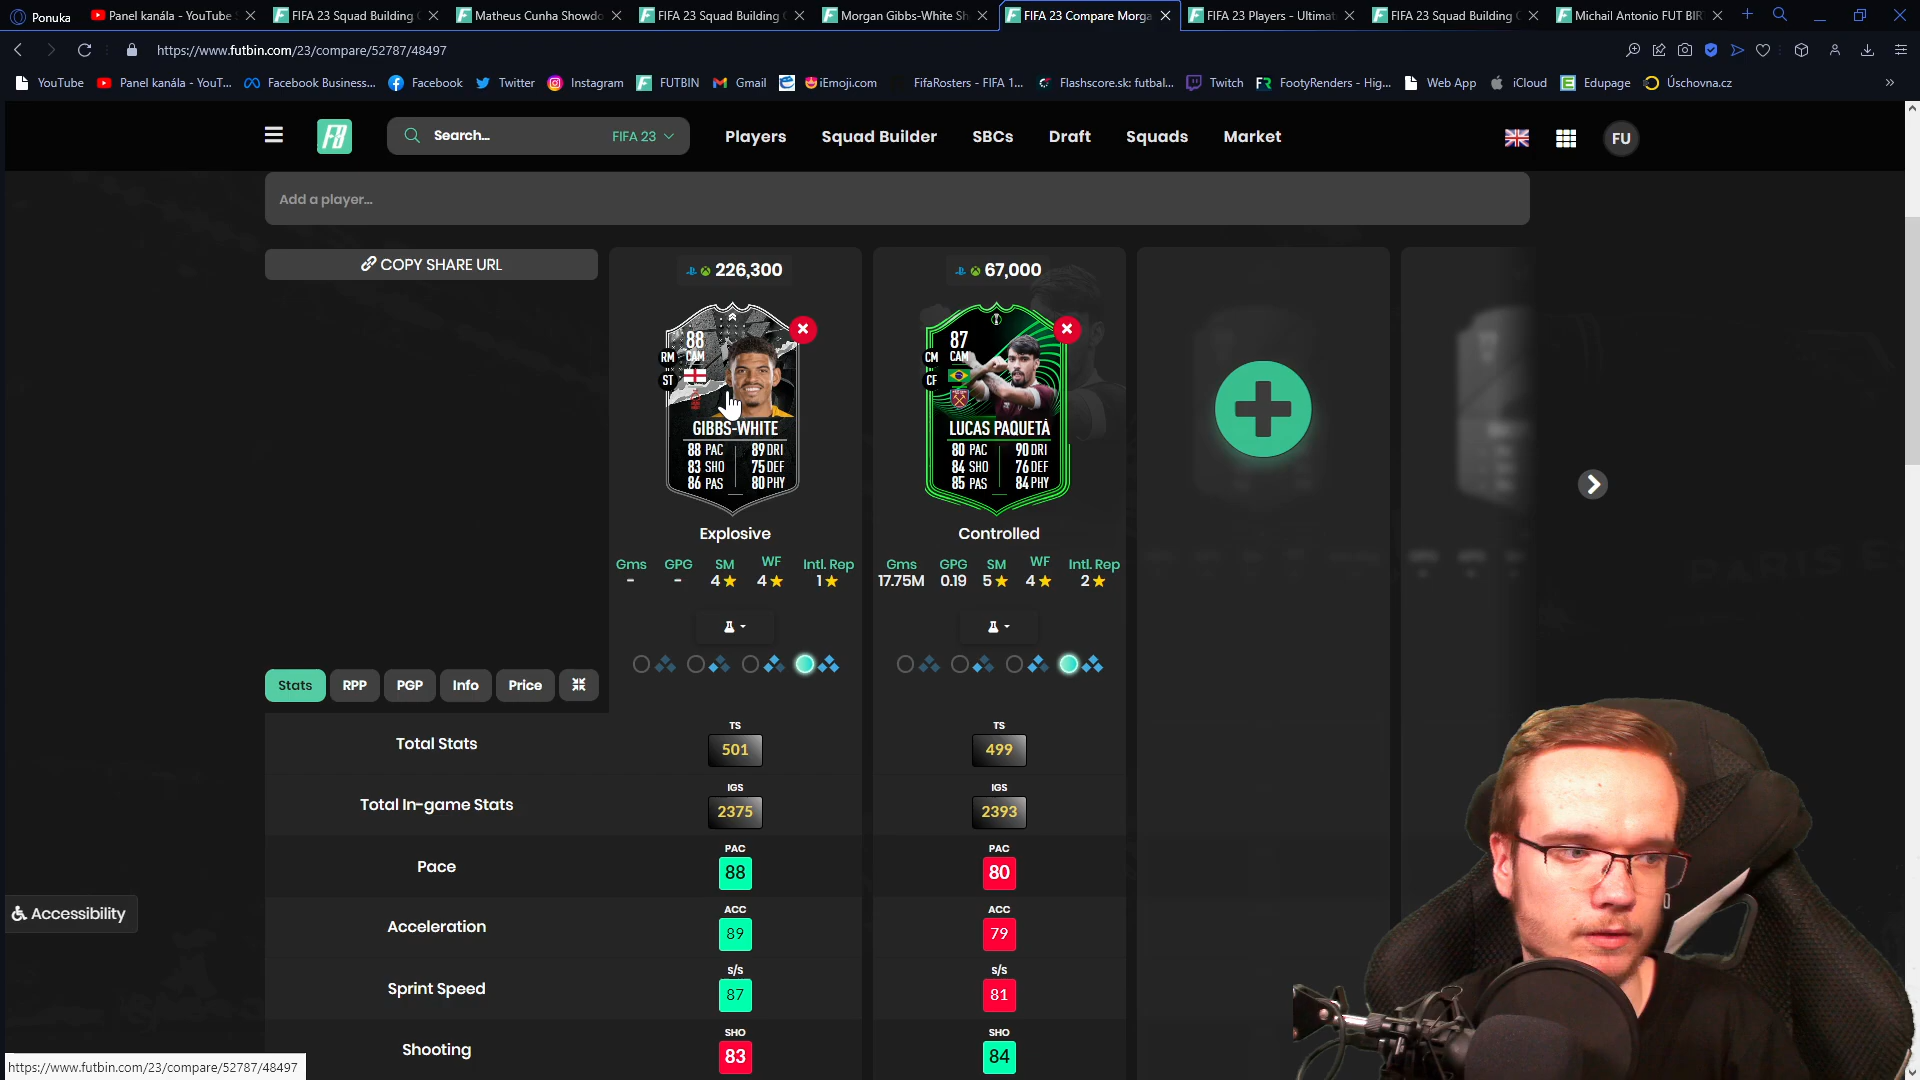 Ponuka
Panel kanála - YouTube
FIFA 23 Squad Building
Matheus Cunha Showdo
FIFA 23 Squad Building
Morgan Gibbs-White Sh
FIFA 23 Compare Morga
FIFA 23 Players - Ultimat
FIFA 23 Squad Building
Michail Antonio FUT BIR
https://www.futbin.com/23/compare/52787/48497
YouTube
Panel kanála - YouT...
Facebook Business...
Facebook
Twitter
Instagram
FUTBIN
Gmail
iEmoji.com
FifaRosters - FIFA 1...
Flashscore.sk: futbal...
Twitch
FootyRenders - Hig...
Web App
iCloud
Edupage
Úschovna.cz
Search...
FIFA 23
Players
Squad Builder
SBCs
Draft
Squads
Market
FU
Add a player...
COPY SHARE URL
226,300
67,000
88
CAM
RM
ST
GIBBS-WHITE
88 PAC 89 DRI
83 SHO 75 DEF
86 PAS 80 PHY
87
CAM
CM
CF
LUCAS PAQUETÁ
80 PAC 90 DRI
84 SHO 76 DEF
85 PAS 84 PHY
Explosive
Controlled
Gms GPG SM WF Intl. Rep
- - 4 4 1
Gms GPG SM WF Intl. Rep
17.75M 0.19 5 4 2
Stats
RPP
PGP
Info
Price
Total Stats
TS
501
TS
499
Total In-game Stats
IGS
2375
IGS
2393
Pace
PAC
88
PAC
80
Acceleration
ACC
89
ACC
79
Sprint Speed
S/S
87
S/S
81
Shooting
SHO
83
SHO
84
Accessibility
https://www.futbin.com/23/compare/52787/48497